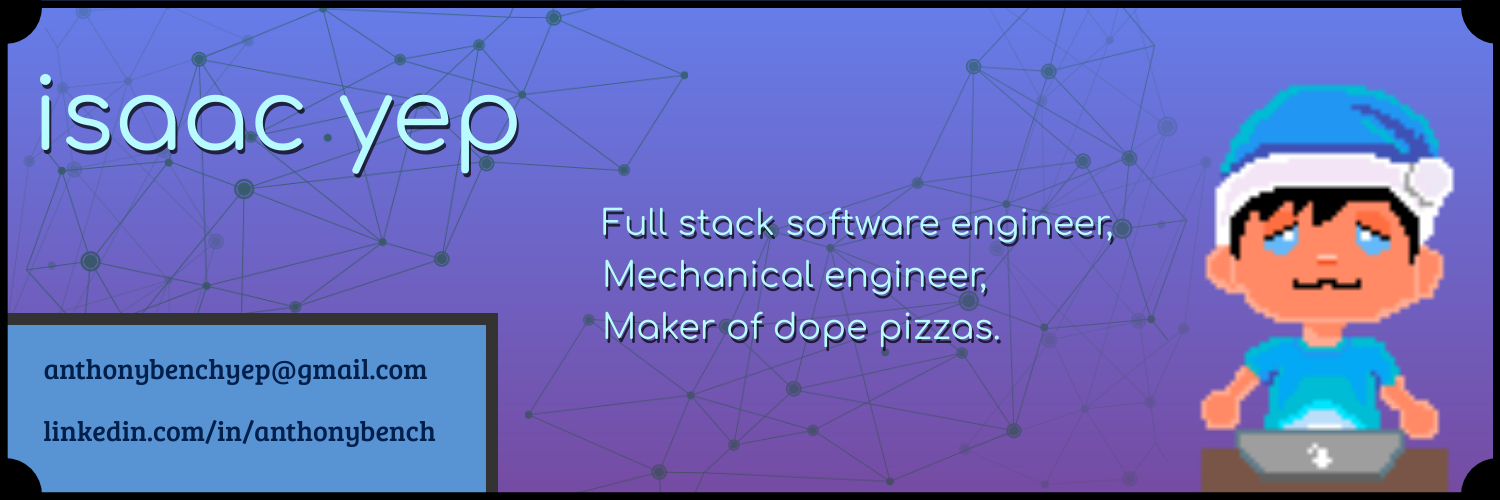 isaac yep
Full stack software engineer,
Mechanical engineer,
Maker of dope pizzas.
anthonybenchyep@gmail.com
linkedin.com/in/anthonybench